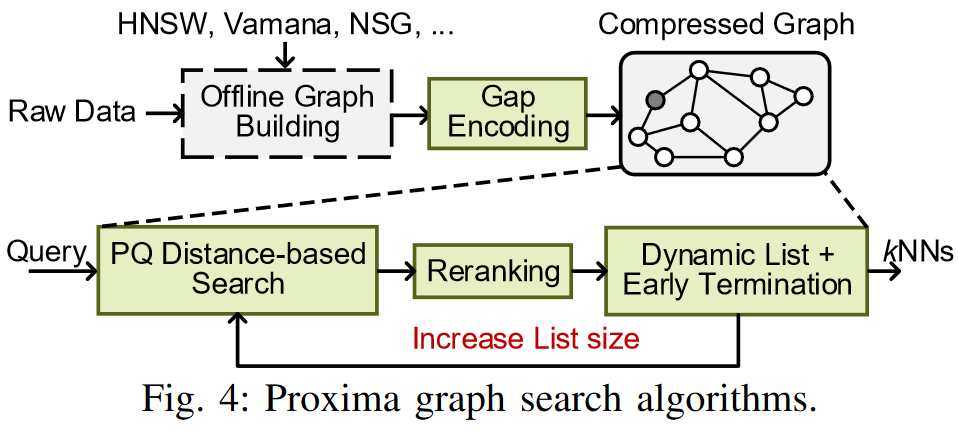 HNSW, Vamana, NSG, ...
Compressed Graph
Raw Data
Offline Graph
Building
Gap
Encoding
Query
PQ Distance-based
Search
Reranking
Dynamic List +
Early Termination
kNNs
Increase List size
Fig. 4: Proxima graph search algorithms.